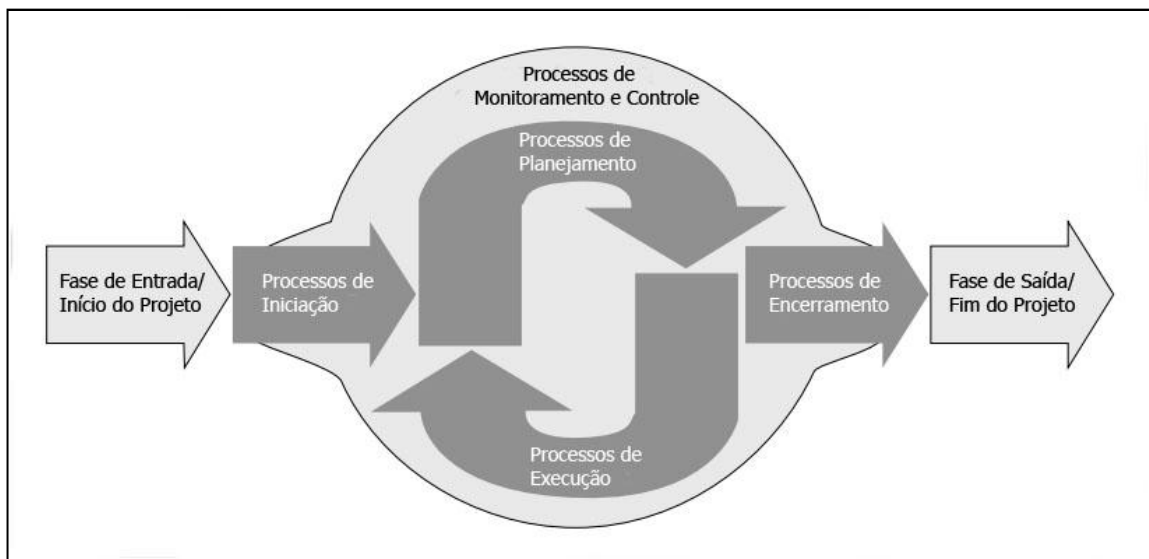 Processos de
Monitoramento e Controle
Processos de
Planejamento
Fase de Entrada/
Início do Projeto
Processos de
Iniciação
Processos de
Encerramento
Fase de Saída/
Fim do Projeto
Processos de
Execução